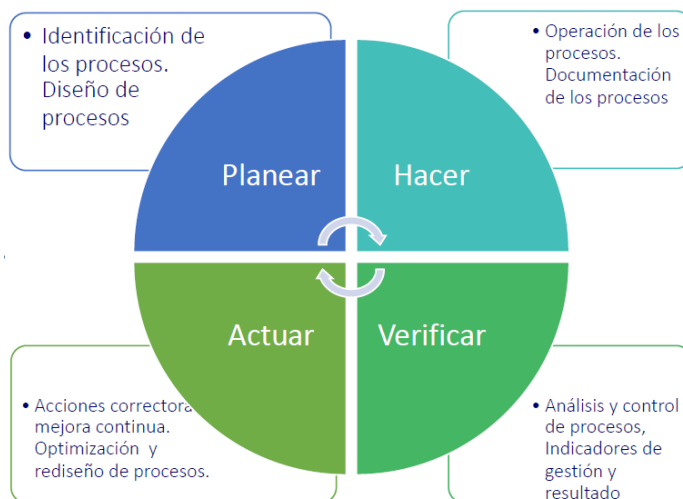 • Identificación de
los procesos.
Diseño de
procesos
• Operación de los
procesos.
Documentación
de los procesos
Planear
Hacer
Actuar
Verificar
• Acciones correctora
mejora continua.
Optimización y
rediseño de procesos.
• Análisis y control
de procesos,
Indicadores de
gestión y
resultado